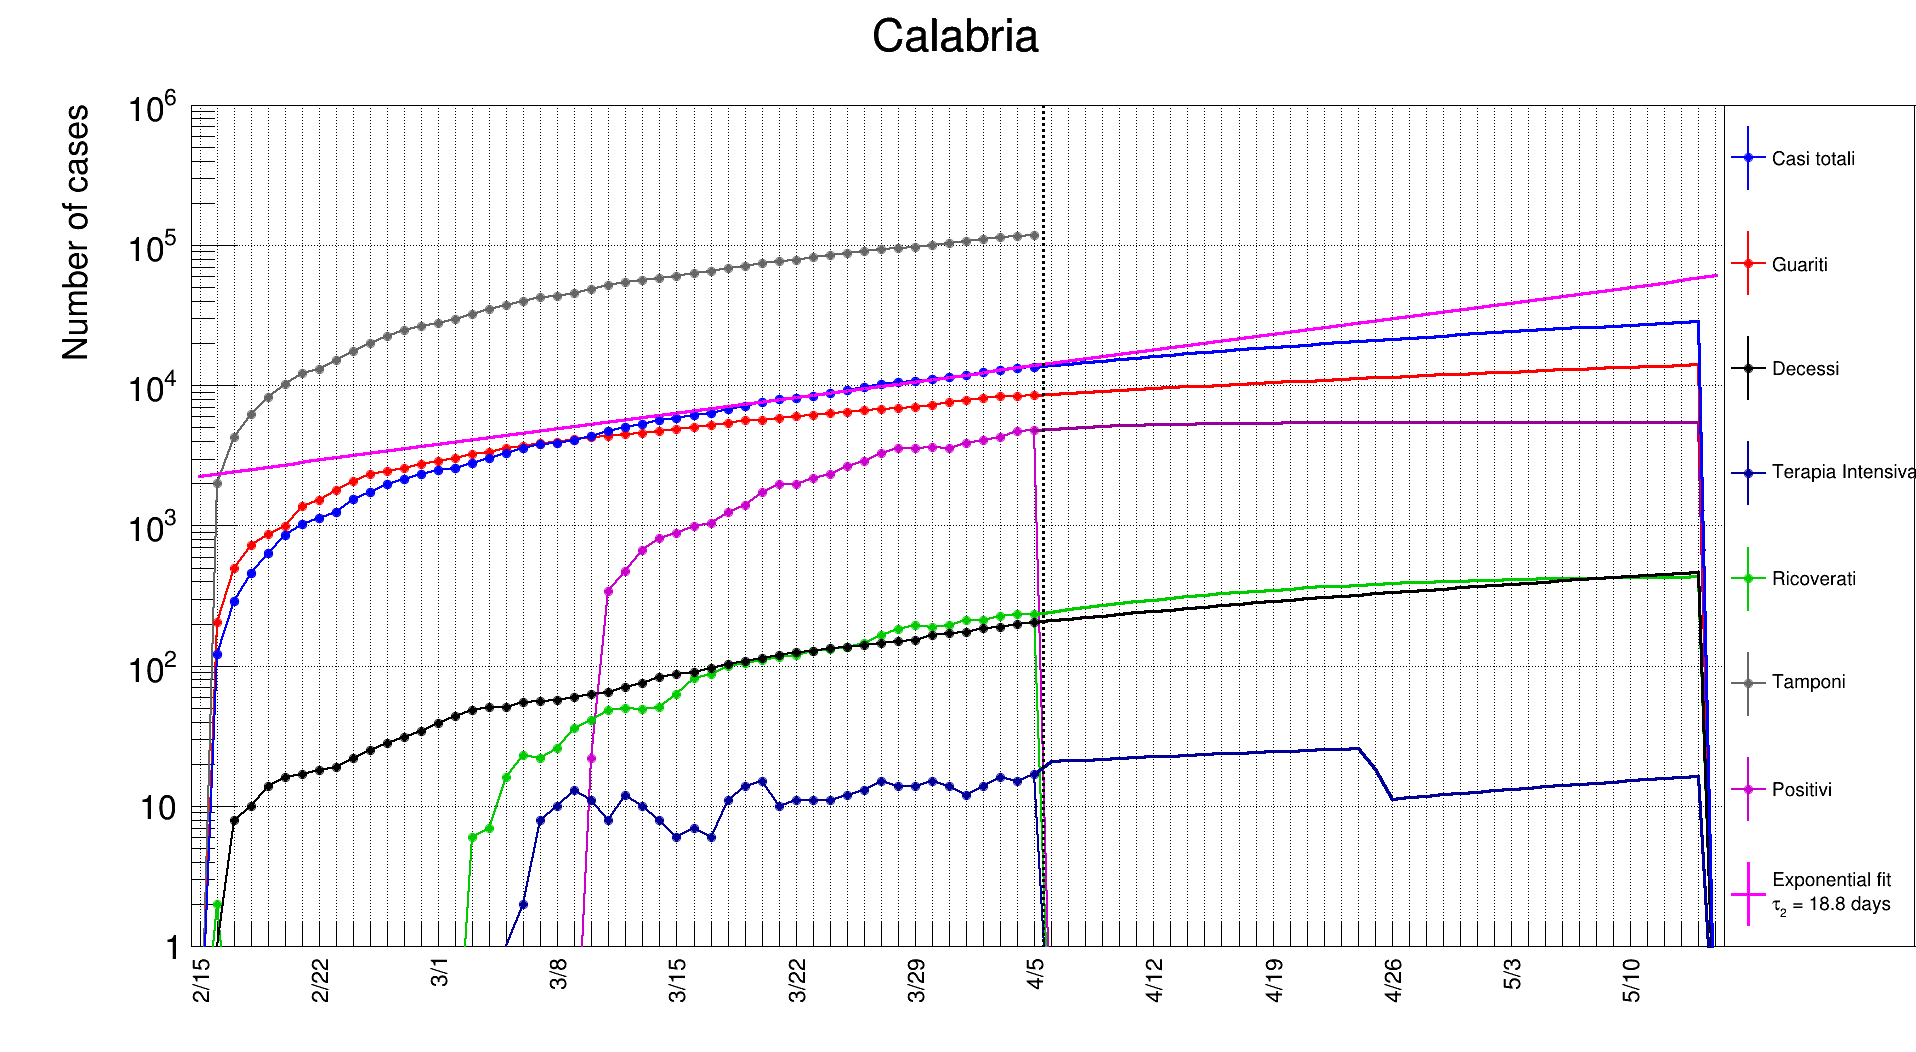 Calabria
Number of cases
10^6
10^5
10^4
10^3
10^2
10
1
2/15
2/22
3/1
3/8
3/15
3/22
3/29
4/5
4/12
4/19
4/26
5/3
5/10
Casi totali
Guariti
Decessi
Terapia Intensiva
Ricoverati
Tamponi
Positivi
Exponential fit
τ₂ = 18.8 days